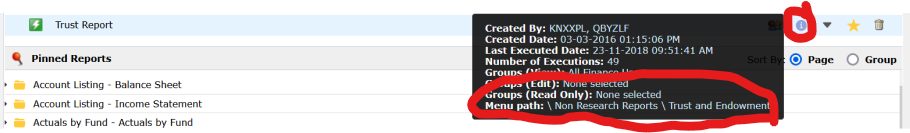 Trust Report
Created By: KNXXPL, QBYZLF
Created Date: 03-03-2016 01:15:06 PM
Last Executed Date: 23-11-2018 09:51:41 AM
Number of Executions: 49
Groups (View): All Finance
Groups (Edit): None selected
Groups (Read Only): None selected
Menu path: \ Non Research Reports \ Trust and Endowment
Pinned Reports
Sort By: Page Group
Account Listing - Balance Sheet
Account Listing - Income Statement
Actuals by Fund - Actuals by Fund